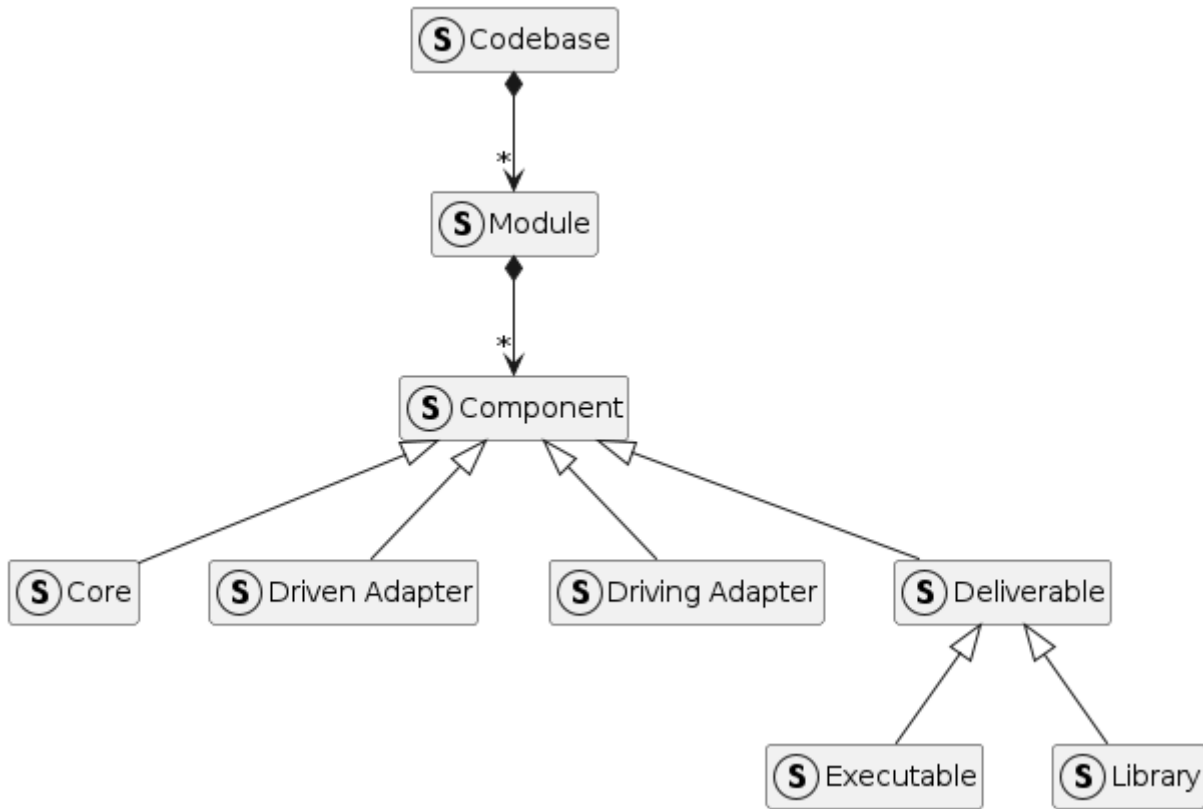 S Codebase
*
S Module
*
S Component
S Core
S Driven Adapter
S Driving Adapter
S Deliverable
S Executable
S Library